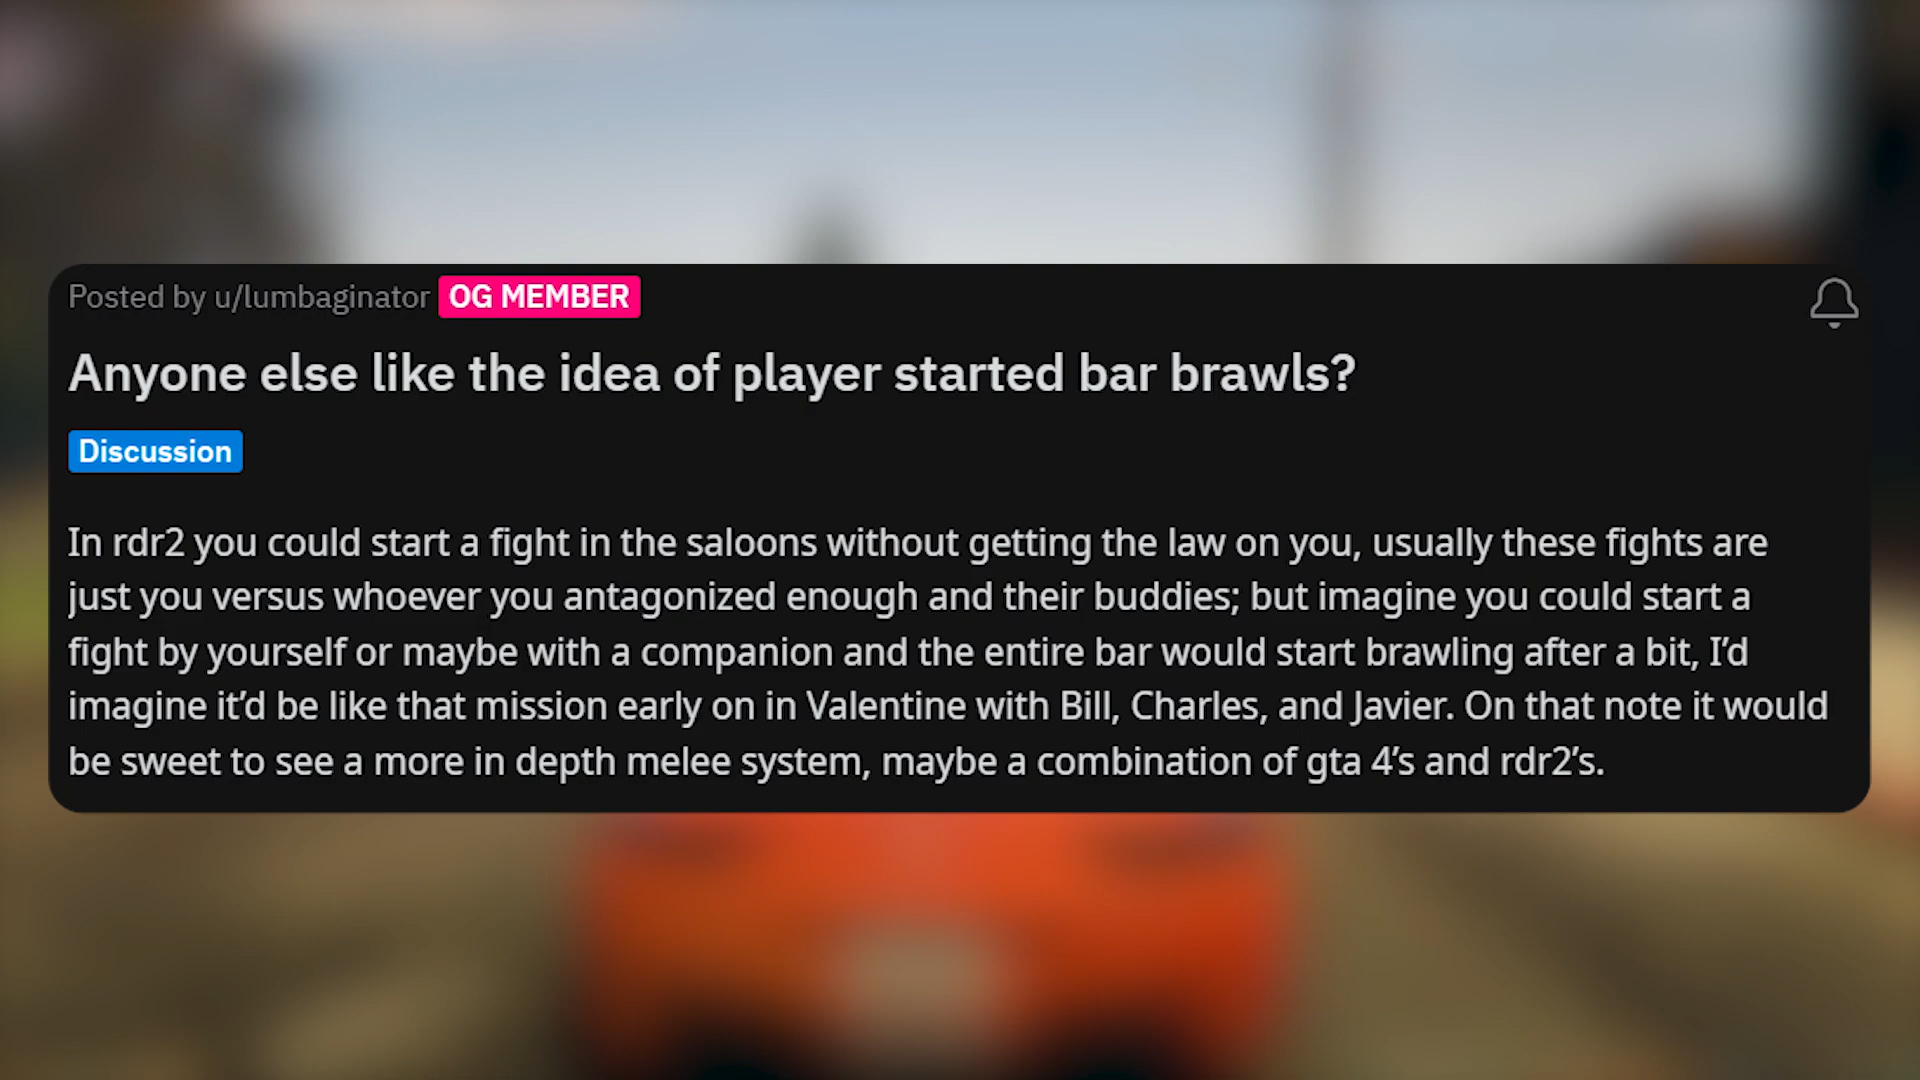 Posted by u/lumbaginator OG MEMBER
Anyone else like the idea of player started bar brawls?
Discussion
In rdr2 you could start a fight in the saloons without getting the law on you, usually these fights are
just you versus whoever you antagonized enough and their buddies; but imagine you could start a
fight by yourself or maybe with a companion and the entire bar would start brawling after a bit, I’d
imagine it’d be like that mission early on in Valentine with Bill, Charles, and Javier. On that note it would
be sweet to see a more in depth melee system, maybe a combination of gta 4’s and rdr2’s.